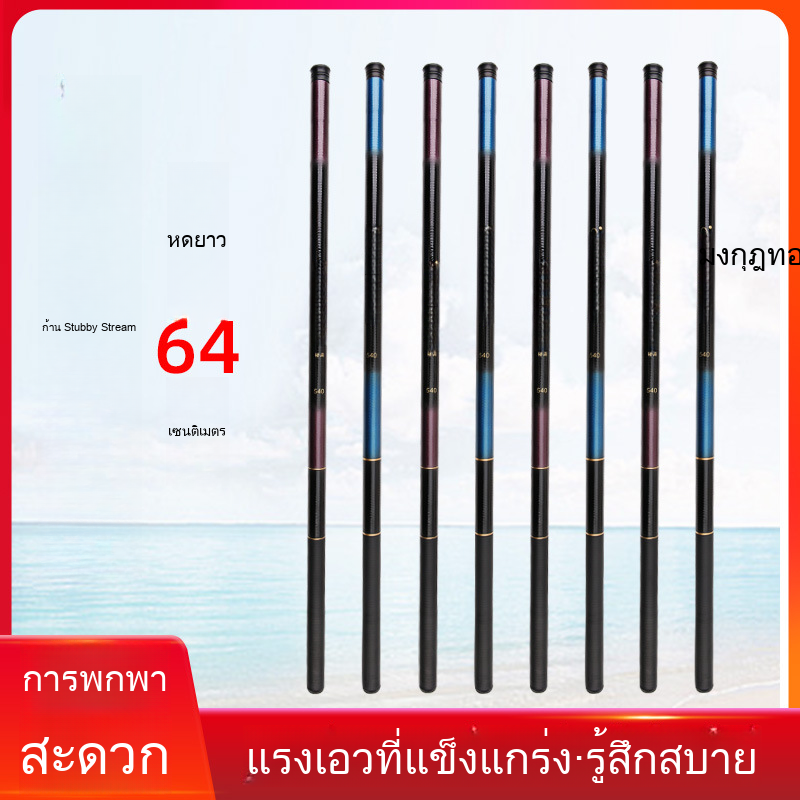 หดยาว
มงกุฎทอ
ก้าน Stubby Stream
64
เซนติเมตร
540
540
540
540
540
540
การพกพา
สะดวก
แรงเอวที่แข็งแกร่ง·รู้สึกสบาย